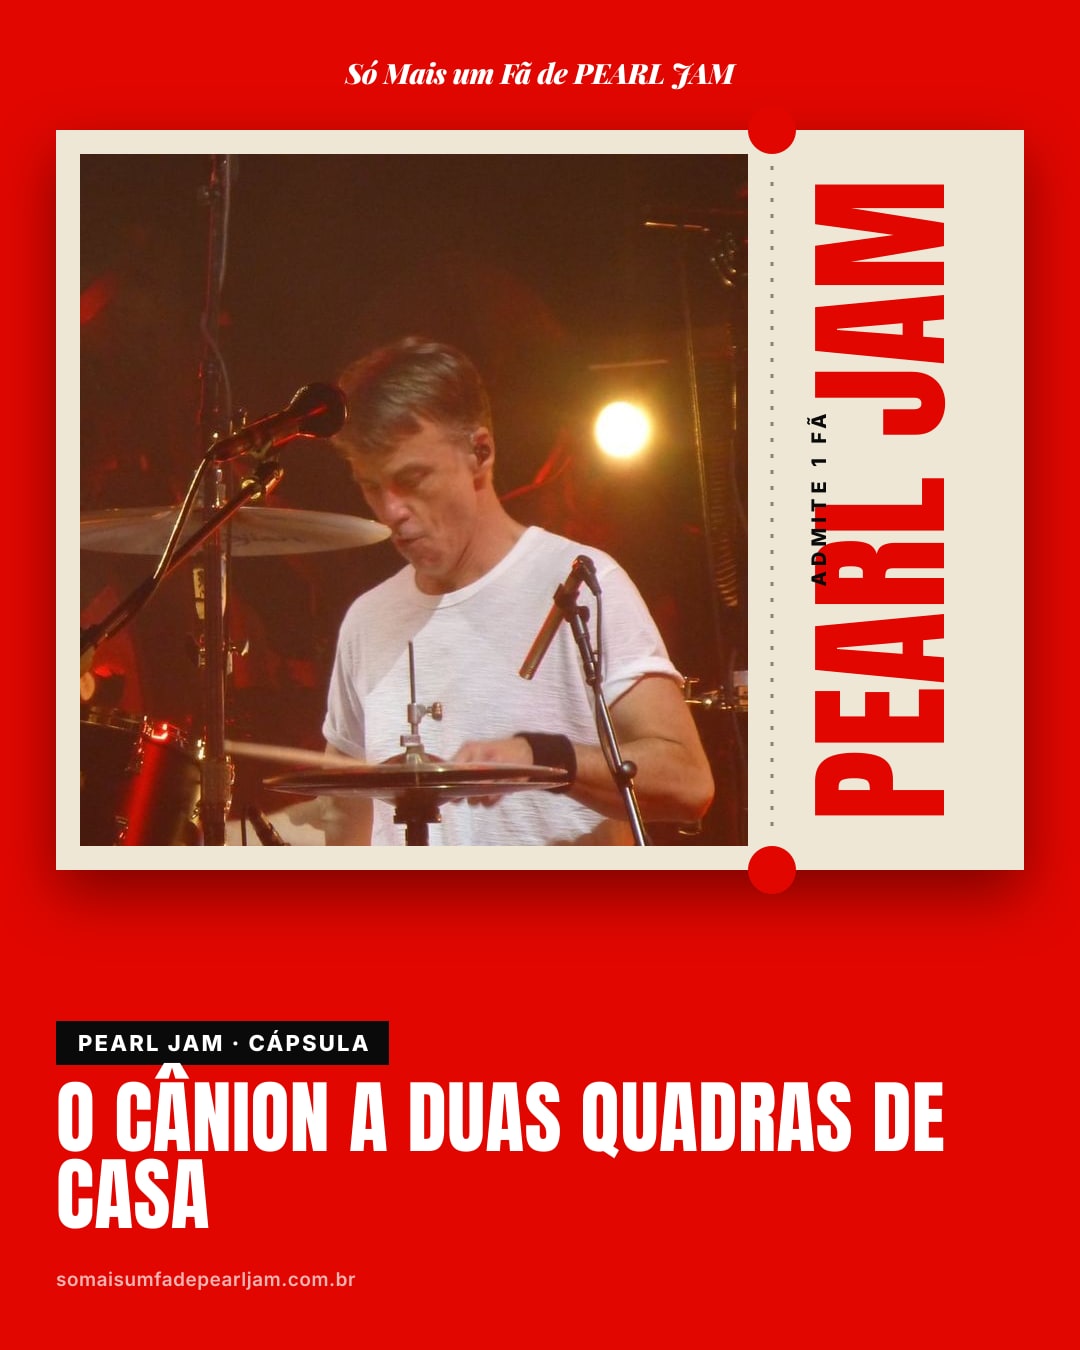 Só Mais um Fã de PEARL JAM
ADMITE 1 FÃ
PEARL JAM
PEARL JAM · CÁPSULA
O CÂNION A DUAS QUADRAS DE
CASA
somaisumfadepearljam.com.br